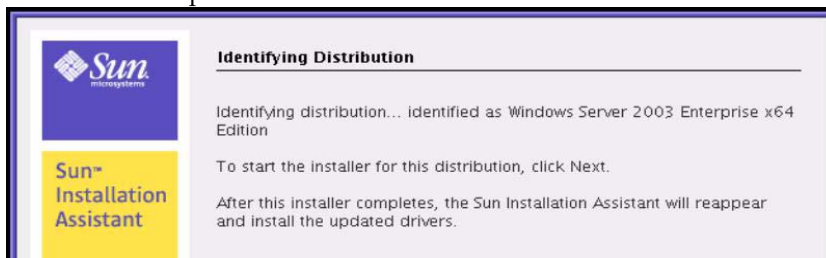 Sun
microsystems
Identifying Distribution
Identifying distribution... identified as Windows Server 2003 Enterprise x64
Edition
Sun™
Installation
Assistant
To start the installer for this distribution, click Next.
After this installer completes, the Sun Installation Assistant will reappear
and install the updated drivers.